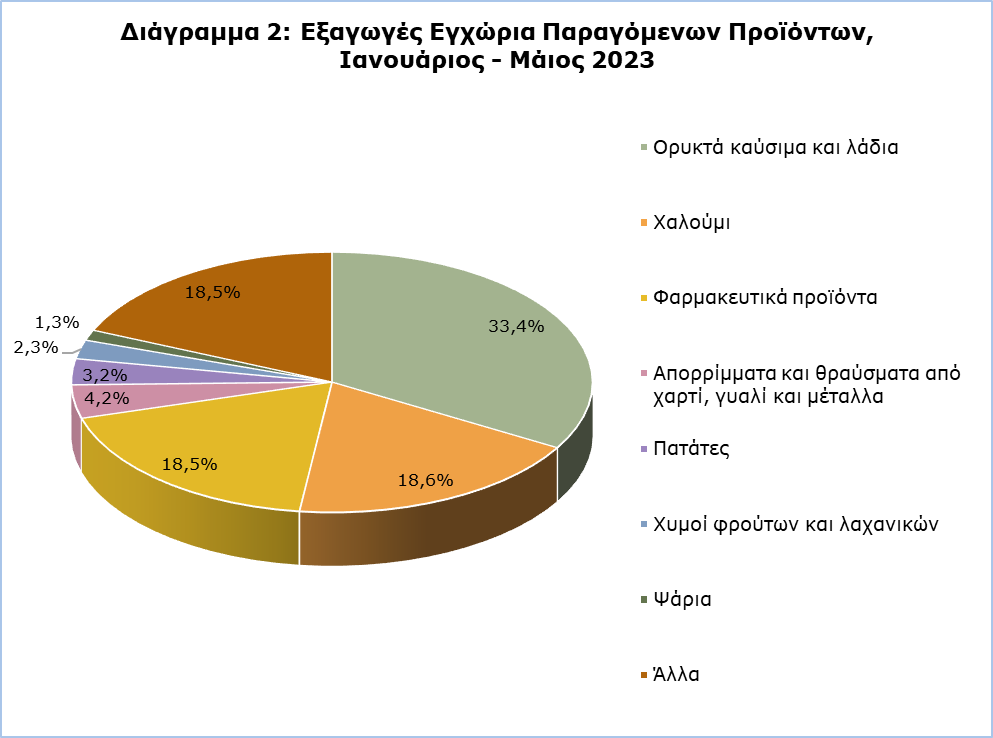 Διάγραμμα 2: Εξαγωγές Εγχώρια Παραγόμενων Προϊόντων,
Ιανουάριος - Μάιος 2023
33,4%
18,6%
18,5%
4,2%
3,2%
2,3%
1,3%
18,5%
Ορυκτά καύσιμα και λάδια
Χαλούμι
Φαρμακευτικά προϊόντα
Απορρίμματα και θραύσματα από
χαρτί, γυαλί και μέταλλα
Πατάτες
Χυμοί φρούτων και λαχανικών
Ψάρια
Άλλα